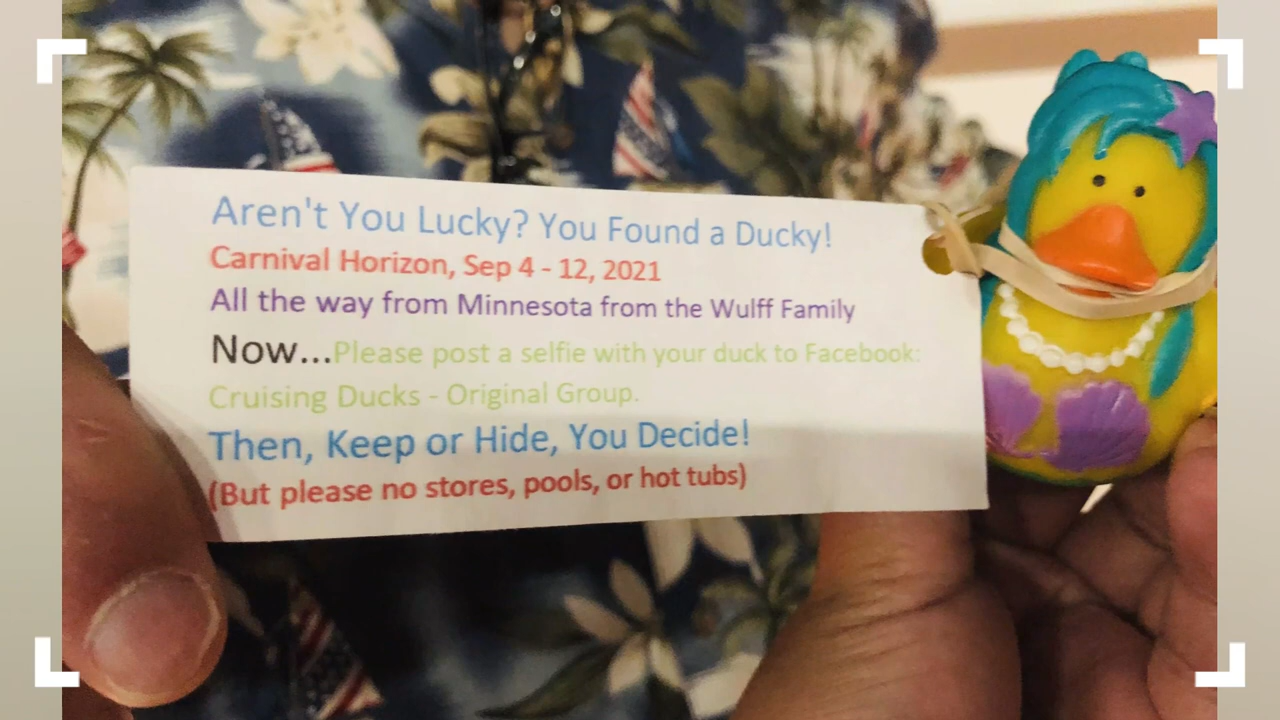 Aren't You Lucky? You Found a Ducky!
Carnival Horizon, Sep 4 - 12, 2021
All the way from Minnesota from the Wulff Family
Now...Please post a selfie with your duck to Facebook:
Cruising Ducks - Original Group.
Then, Keep or Hide, You Decide!
(But please no stores, pools, or hot tubs)